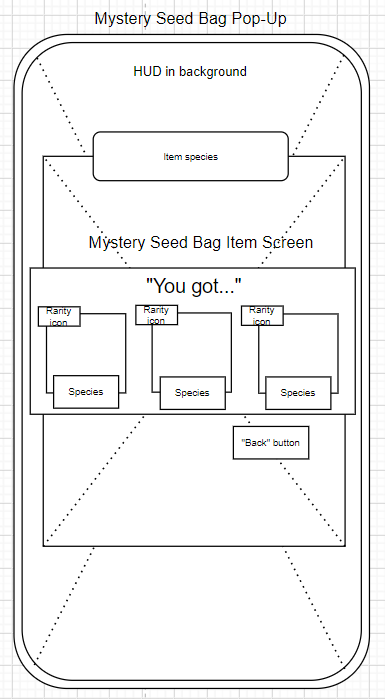 Mystery Seed Bag Pop-Up
HUD in background
Item species
Mystery Seed Bag Item Screen
"You got..."
Rarity
icon
Rarity
icon
Rarity
icon
Species
Species
Species
"Back" button